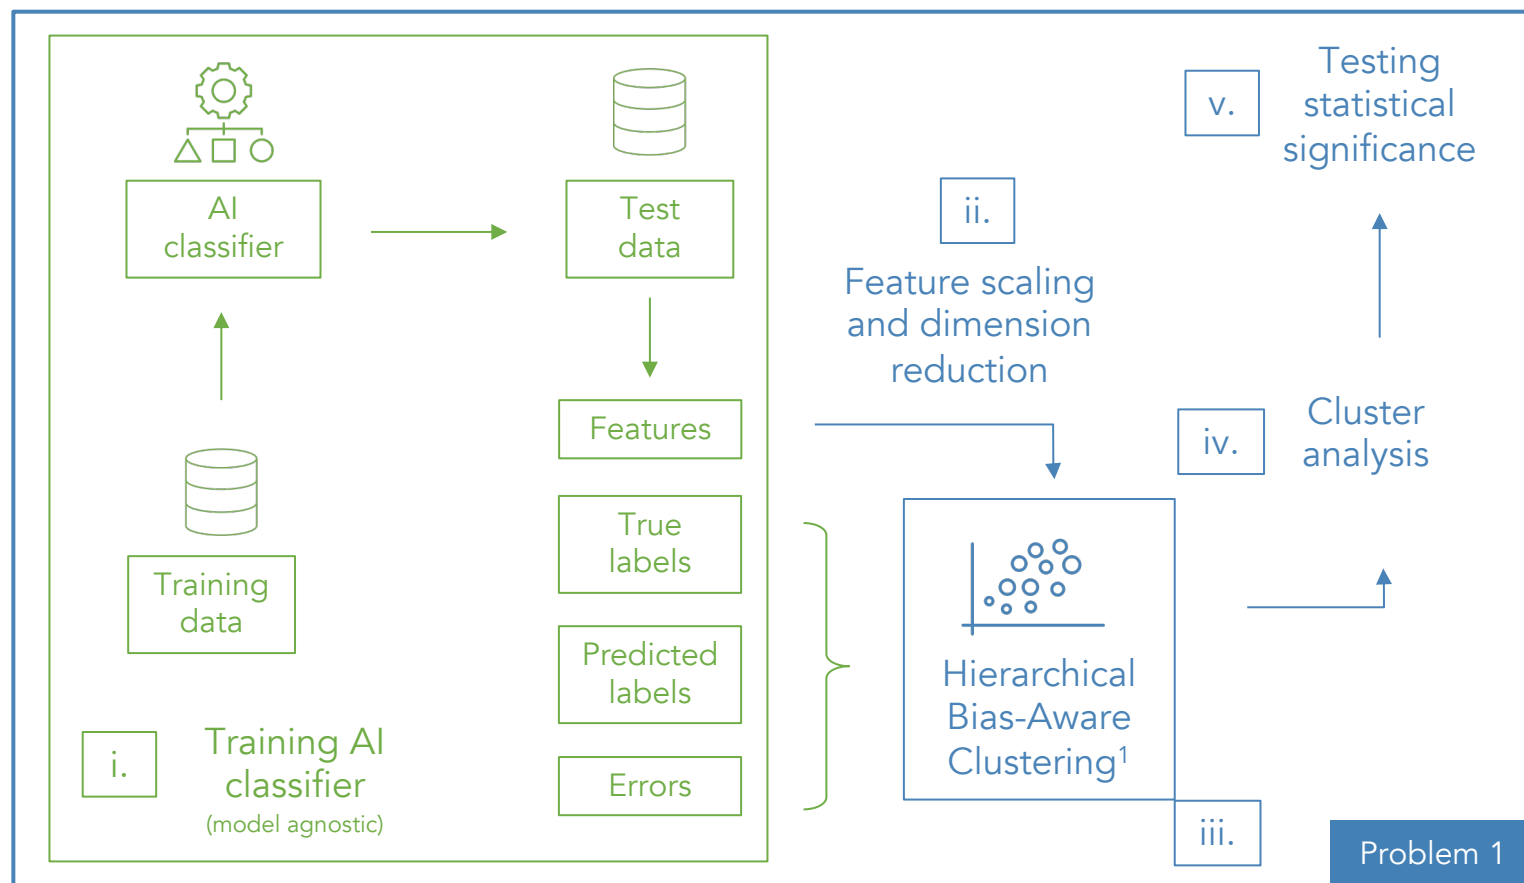 AI
classifier
Test
data
Features
True
labels
Predicted
labels
Errors
Training
data
i.
Training AI
classifier
(model agnostic)
ii.
Feature scaling
and dimension
reduction
Hierarchical
Bias-Aware
Clustering¹
iii.
iv.
Cluster
analysis
v.
Testing
statistical
significance
Problem 1